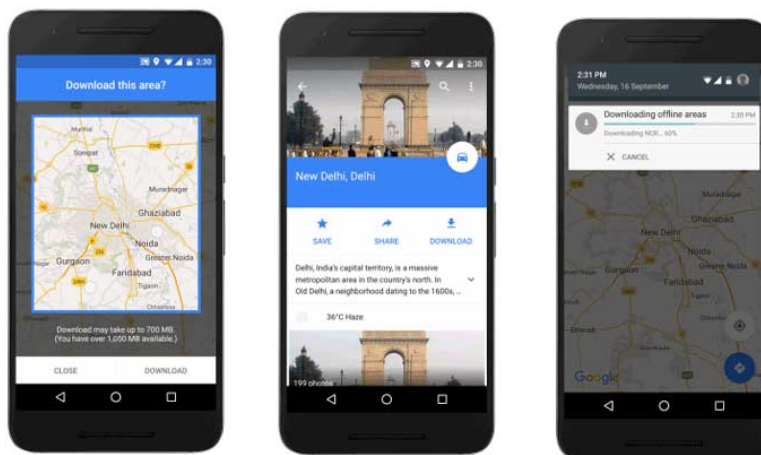 2:30
Download this area?
Sonipat
Muradnagar
Ghaziabad
New Delhi
Noida
Gurgaon
Greater Noida
Faridabad
Tigaon
Download may take up to 700 MB.
(You have over 1,050 MB available.)
CLOSE
DOWNLOAD
2:30
New Delhi, Delhi
SAVE
SHARE
DOWNLOAD
Delhi, India's capital territory, is a massive
metropolitan area in the country's north. In
Old Delhi, a neighborhood dating to the 1600s, ..
36°C Haze
199 photos
2:31 PM
Wednesday, 16 September
Downloading offline areas
2:30 PM
Downloading NCR... 60%
CANCEL
Ghaziabad
New Delhi
Noida
Gurgaon
Greater Noida
Faridabad
Tigaon
Google